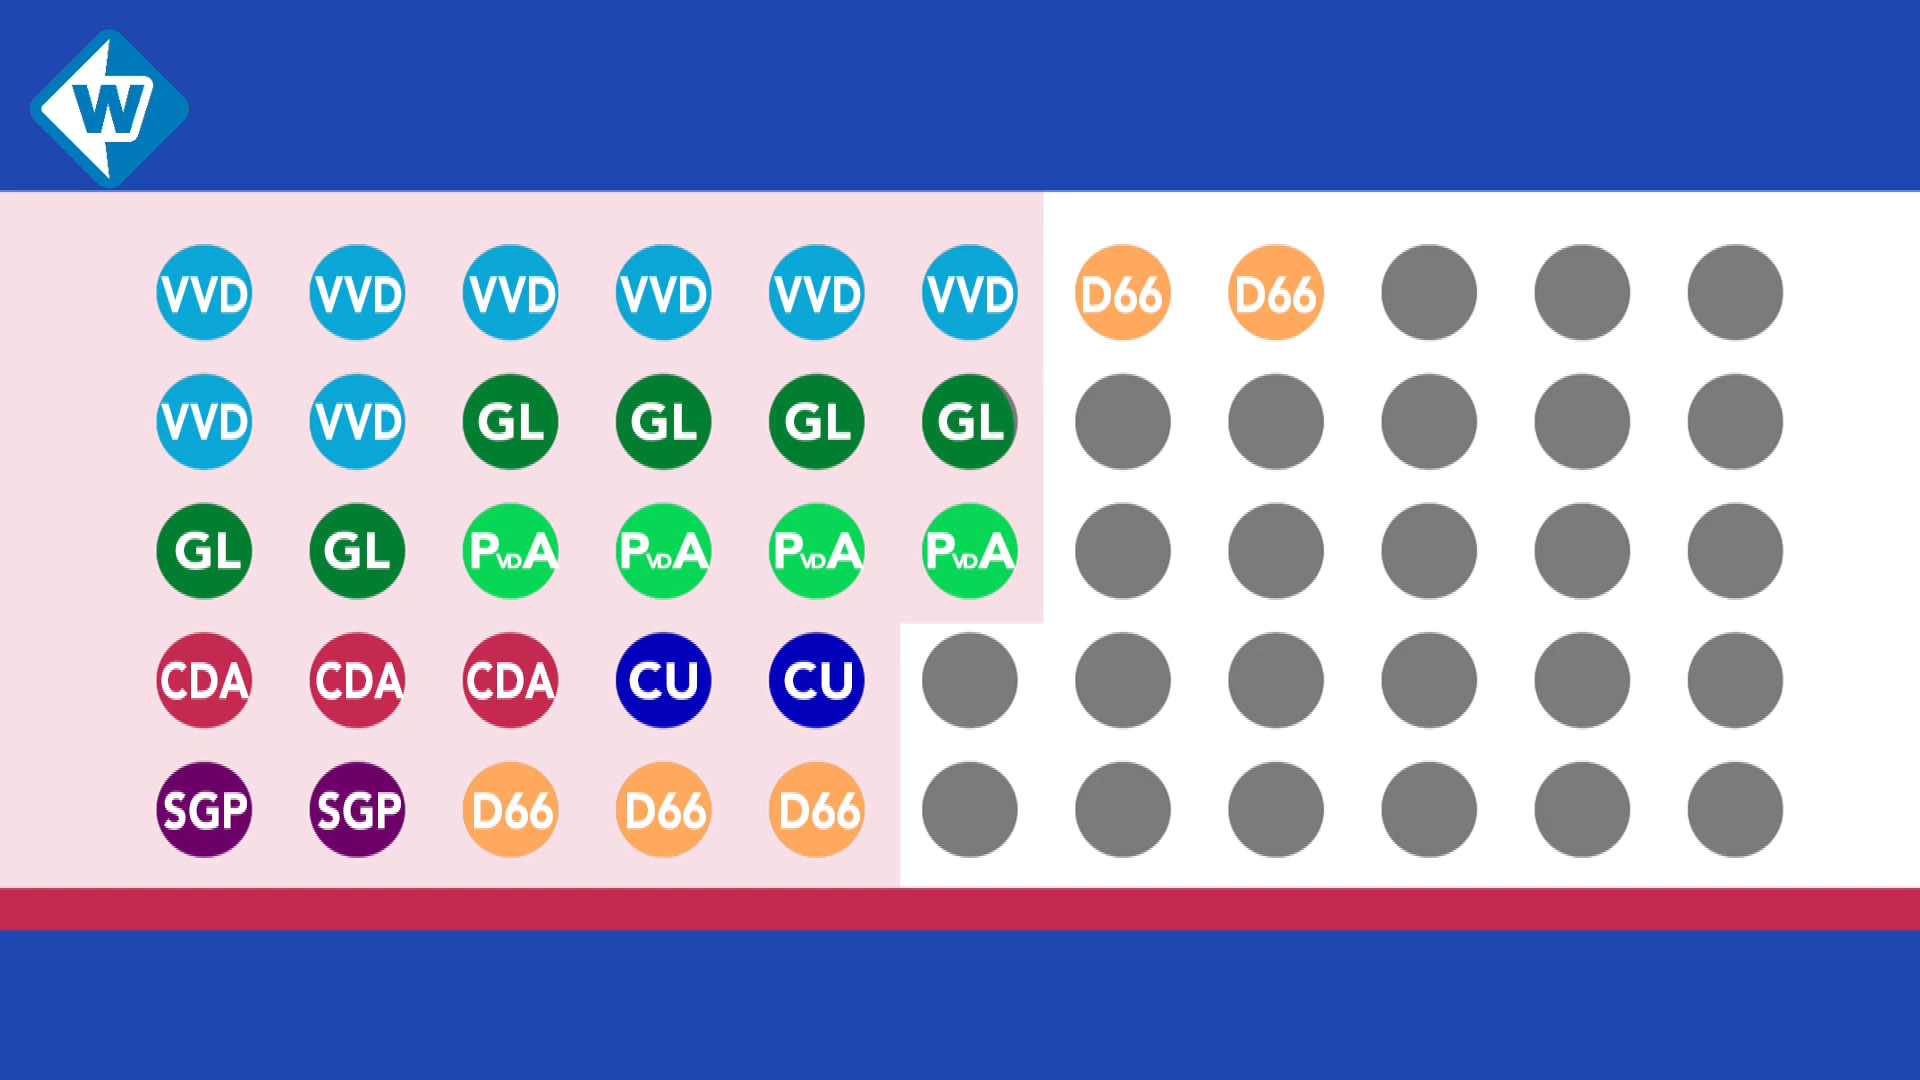 W
VVD VVD VVD VVD VVD VVD D66 D66
VVD VVD GL GL GL GL
GL GL PVDA PVDA PVDA PVDA
CDA CDA CDA CU CU
SGP SGP D66 D66 D66